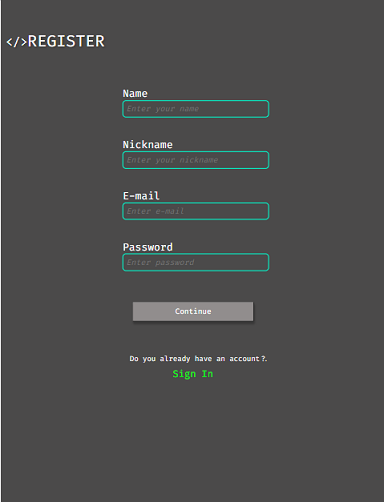 </>REGISTER
Name
Enter your name
Nickname
Enter your nickname
E-mail
Enter e-mail
Password
Enter password
Continue
Do you already have an account?.
Sign In